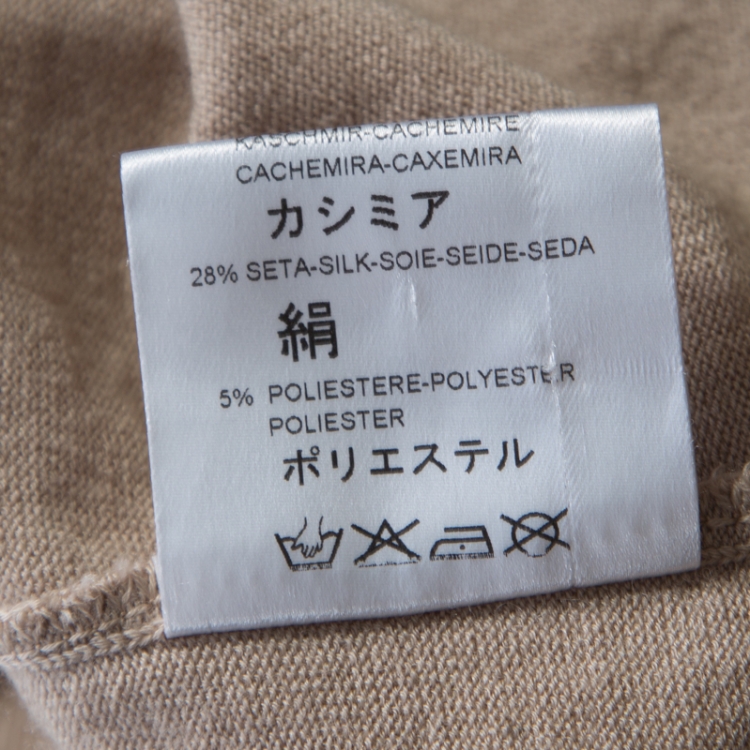 KASCHMIR-CACHEMIRE
CACHEMIRA-CAXEMIRA
カシミア
28% SETA-SILK-SOIE-SEIDE-SEDA
絹
5% POLIESTERE-POLYESTER
POLIESTER
ポリエステル